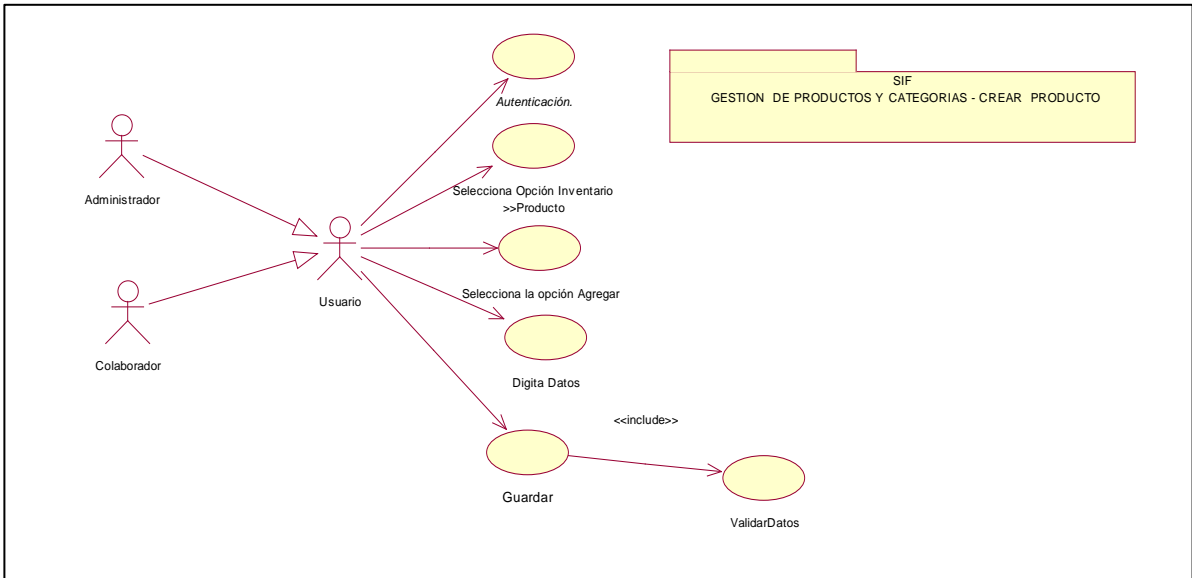 SIF
GESTION DE PRODUCTOS Y CATEGORIAS - CREAR PRODUCTO
Autenticación.
Administrador
Selecciona Opción Inventario
>>Producto
Usuario
Selecciona la opción Agregar
Colaborador
Digita Datos
<<include>>
Guardar
ValidarDatos